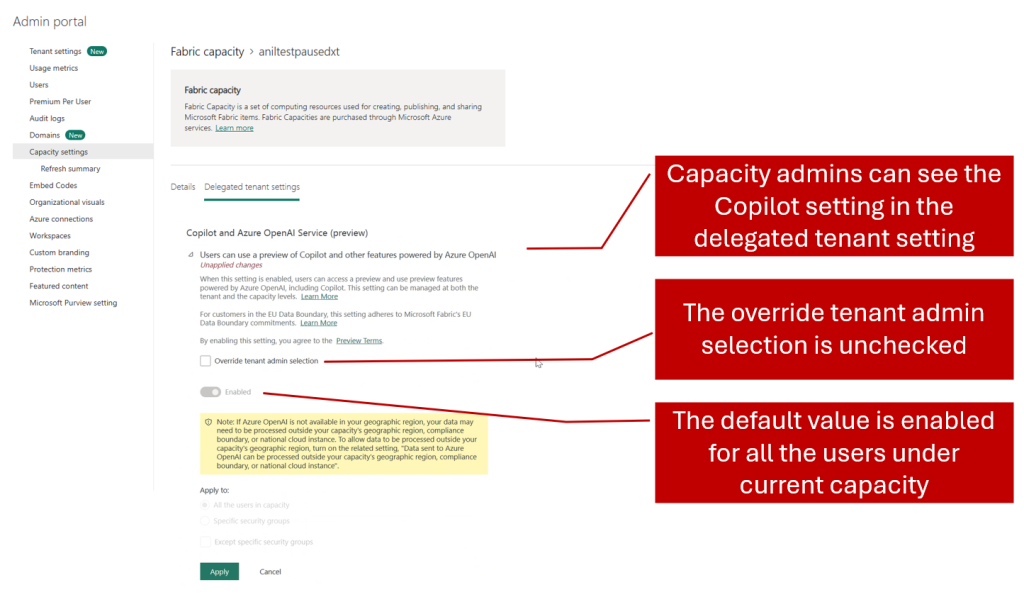 Admin portal
Tenant settings New
Usage metrics
Users
Premium Per User
Audit logs
Domains New
Capacity settings
Refresh summary
Embed Codes
Organizational visuals
Azure connections
Workspaces
Custom branding
Protection metrics
Featured content
Microsoft Purview setting
Fabric capacity > aniltestpausedxt
Fabric capacity
Fabric Capacity is a set of computing resources used for creating, publishing, and sharing
Microsoft Fabric items. Fabric Capacities are purchased through Microsoft Azure
services. Learn more
Details Delegated tenant settings
Copilot and Azure OpenAI Service (preview)
Users can use a preview of Copilot and other features powered by Azure OpenAI
Unapplied changes
When this setting is enabled, users can access a preview and use preview features
powered by Azure OpenAI, including Copilot. This setting can be managed at both the
tenant and the capacity levels. Learn More
For customers in the EU Data Boundary, this setting adheres to Microsoft Fabric's EU
Data Boundary commitments. Learn More
By enabling this setting, you agree to the Preview Terms.
Override tenant admin selection
Enabled
Note: If Azure OpenAI is not available in your geographic region, your data may
need to be processed outside your capacity's geographic region, compliance
boundary, or national cloud instance. To allow data to be processed outside your
capacity's geographic region, turn on the related setting, "Data sent to Azure
OpenAI can be processed outside your capacity's geographic region, compliance
boundary, or national cloud instance".
Apply to:
All the users in capacity
Specific security groups
Except specific security groups
Apply Cancel
Capacity admins can see the
Copilot setting in the
delegated tenant setting
The override tenant admin
selection is unchecked
The default value is enabled
for all the users under
current capacity